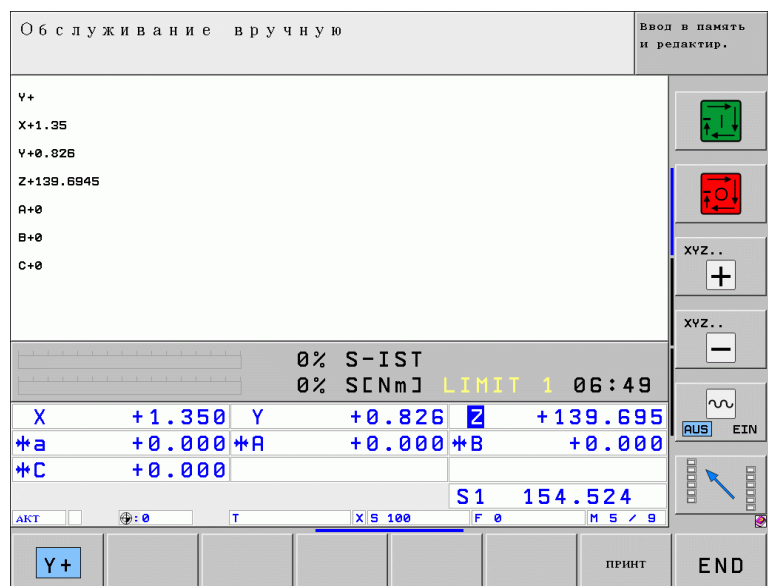 Обслуживание вручную
Ввод в память
и редактир.
Y+
X+1.35
Y+0.826
Z+139.6945
A+0
B+0
C+0
XYZ..
+
XYZ..
−
AUS EIN
0% S-IST
0% S[Nm] LIMIT 1 06:49
X +1.350 Y +0.826 Z +139.695
a +0.000 A +0.000 B +0.000
C +0.000
S1 154.524
АКТ :0 T X S 100 F 0 M 5 / 9
Y+ ПРИНТ END